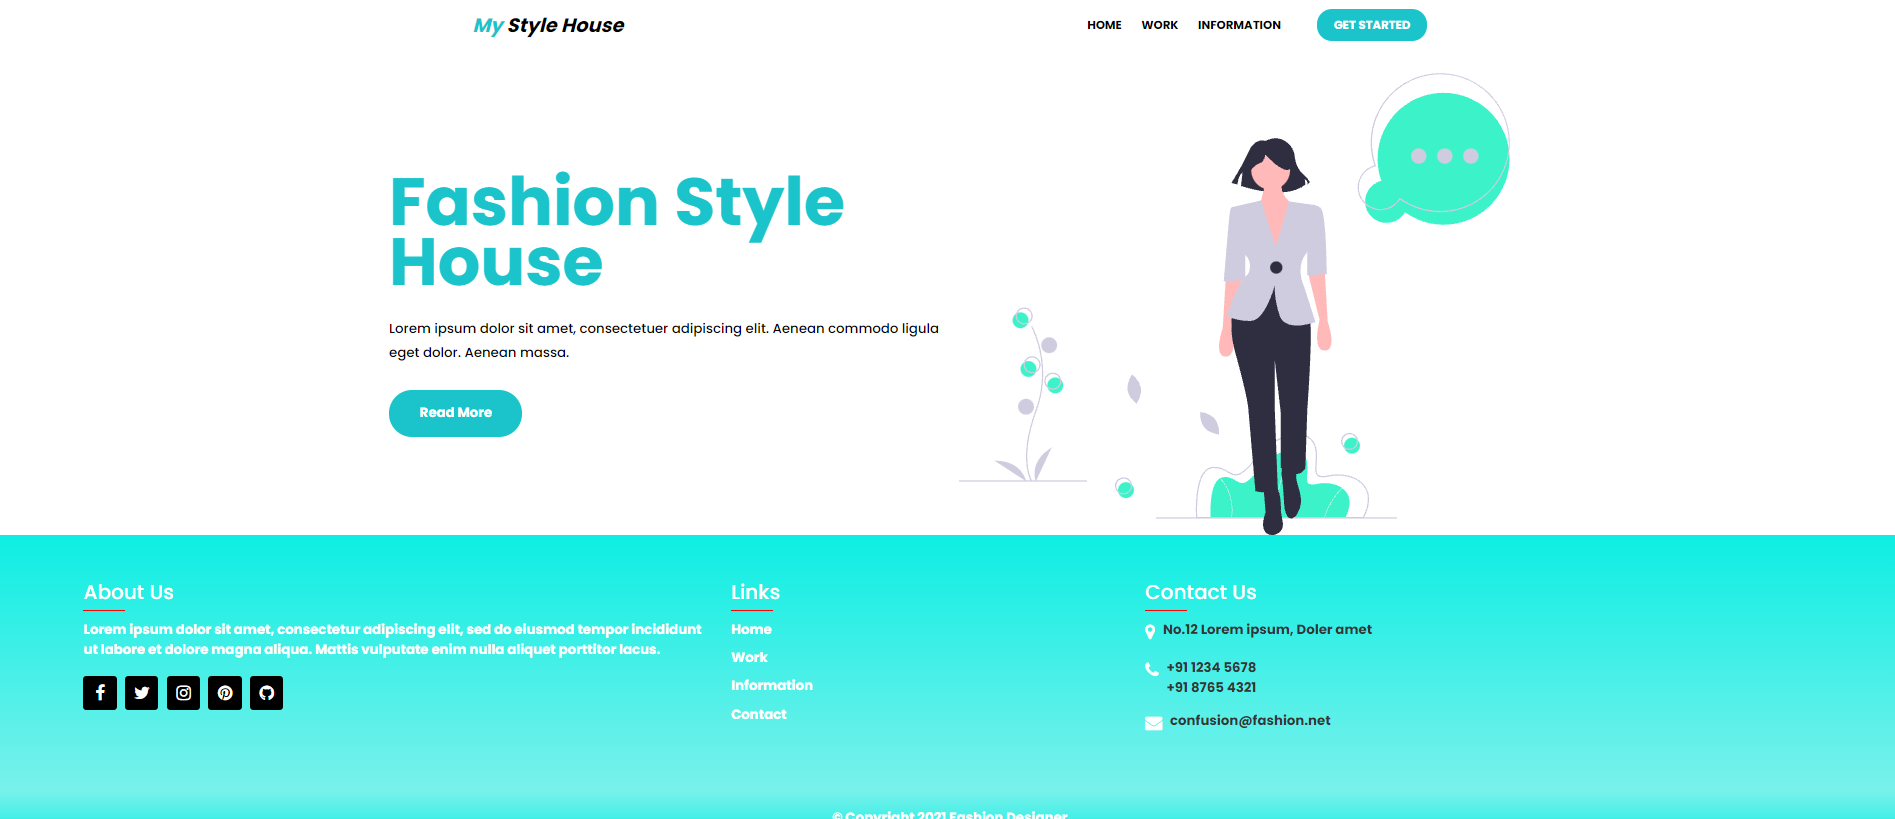 My Style House
HOME WORK INFORMATION GET STARTED
Fashion Style
House
Lorem ipsum dolor sit amet, consectetuer adipiscing elit. Aenean commodo ligula
eget dolor. Aenean massa.
Read More
About Us
Lorem ipsum dolor sit amet, consectetur adipiscing elit, sed do eiusmod tempor incididunt
ut labore et dolore magna aliqua. Mattis vulputate enim nulla aliquet porttitor lacus.
Links
Home
Work
Information
Contact
Contact Us
No.12 Lorem ipsum, Doler amet
+91 1234 5678
+91 8765 4321
confusion@fashion.net
© Copyright 2021 Fashion Designer